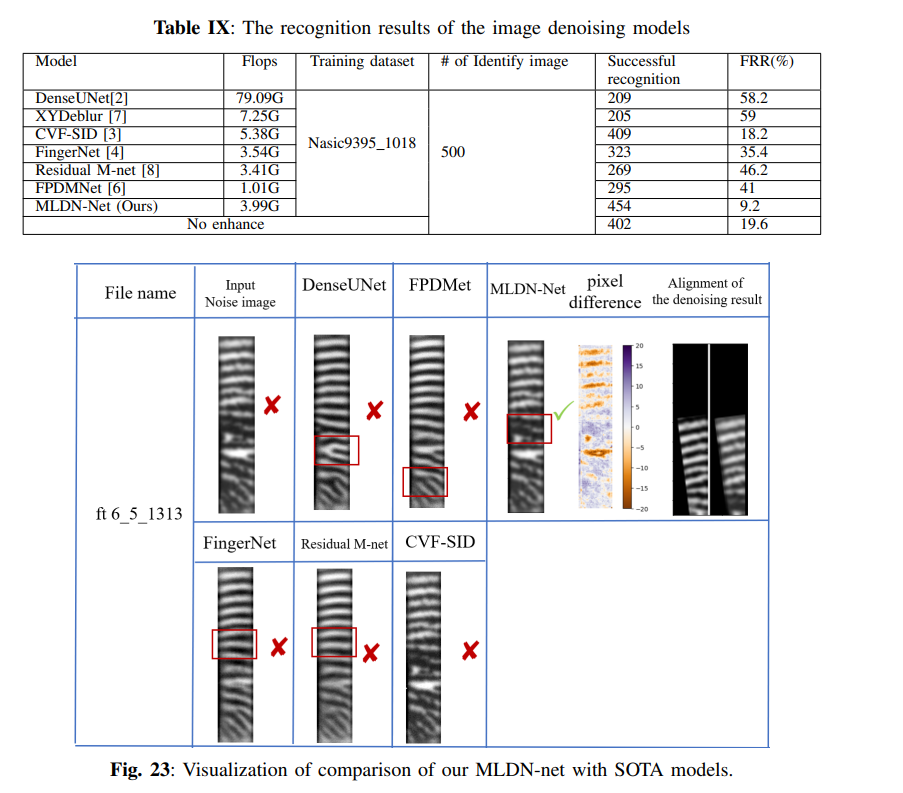 Table IX: The recognition results of the image denoising models
Model Flops Training dataset # of Identify image Successful recognition FRR(%)
DenseUNet[2] 79.09G Nasic9395_1018 500 209 58.2
XYDeblur [7] 7.25G 205 59
CVF-SID [3] 5.38G 409 18.2
FingerNet [4] 3.54G 323 35.4
Residual M-net [8] 3.41G 269 46.2
FPDMNet [6] 1.01G 295 41
MLDN-Net (Ours) 3.99G 454 9.2
No enhance 402 19.6
File name
Input
Noise image
DenseUNet
FPDMet
MLDN-Net
pixel
difference
Alignment of
the denoising result
ft 6_5_1313
20
15
10
5
0
−5
−10
−15
−20
FingerNet
Residual M-net
CVF-SID
Fig. 23: Visualization of comparison of our MLDN-net with SOTA models.